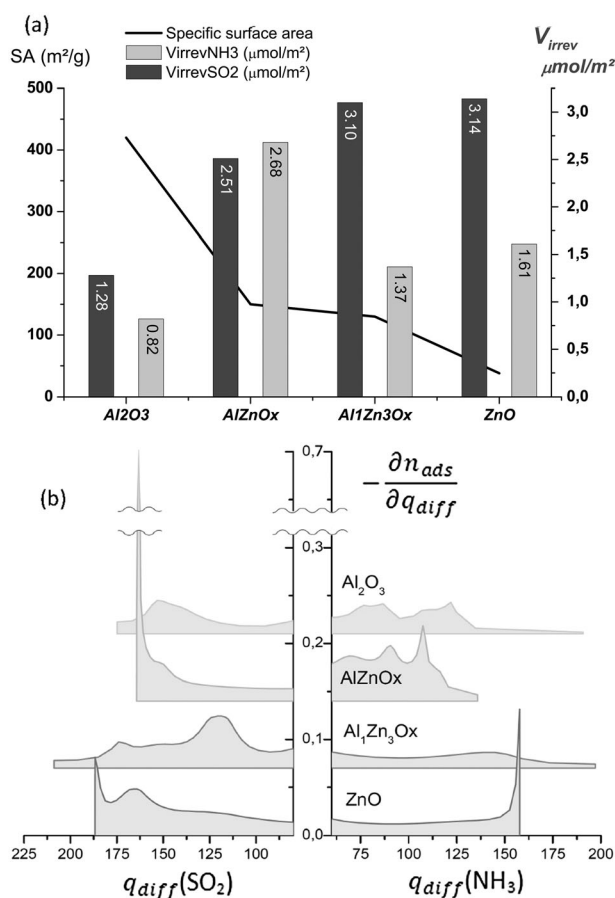 (a)
Specific surface area
SA (m²/g)
VirrevNH3 (μmol/m²)
VirrevSO2 (μmol/m²)
V_irrev
μmol/m²
500
400
300
200
100
0
1.28
0.82
2.51
2.68
3.10
1.37
3.14
1.61
3,0
2,5
2,0
1,5
1,0
0,5
0,0
Al2O3 AlZnOx Al1Zn3Ox ZnO
(b)
0,7
0,3
0,2
0,1
0,0
− ∂n_ads / ∂q_diff
Al₂O₃
AlZnOx
Al₁Zn₃Ox
ZnO
225 200 175 150 125 100
75 100 125 150 175 200
q_diff(SO₂) q_diff(NH₃)